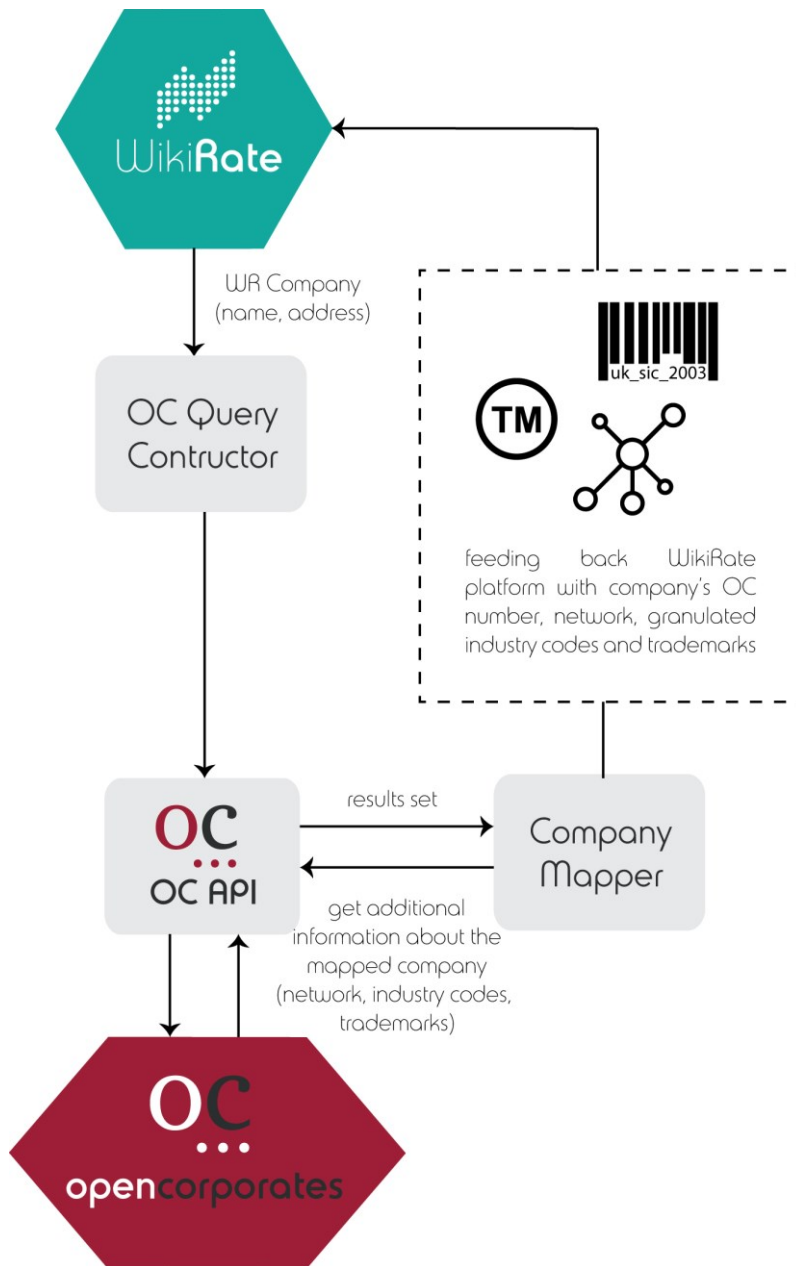 WikiRate
WR Company
(name, address)
OC Query
Contructor
TM
uk_sic_2003
feeding back WikiRate
platform with company's OC
number, network, granulated
industry codes and trademarks
oc
OC API
results set
Company
Mapper
get additional
information about the
mapped company
(network, industry codes,
trademarks)
oc
opencorporates